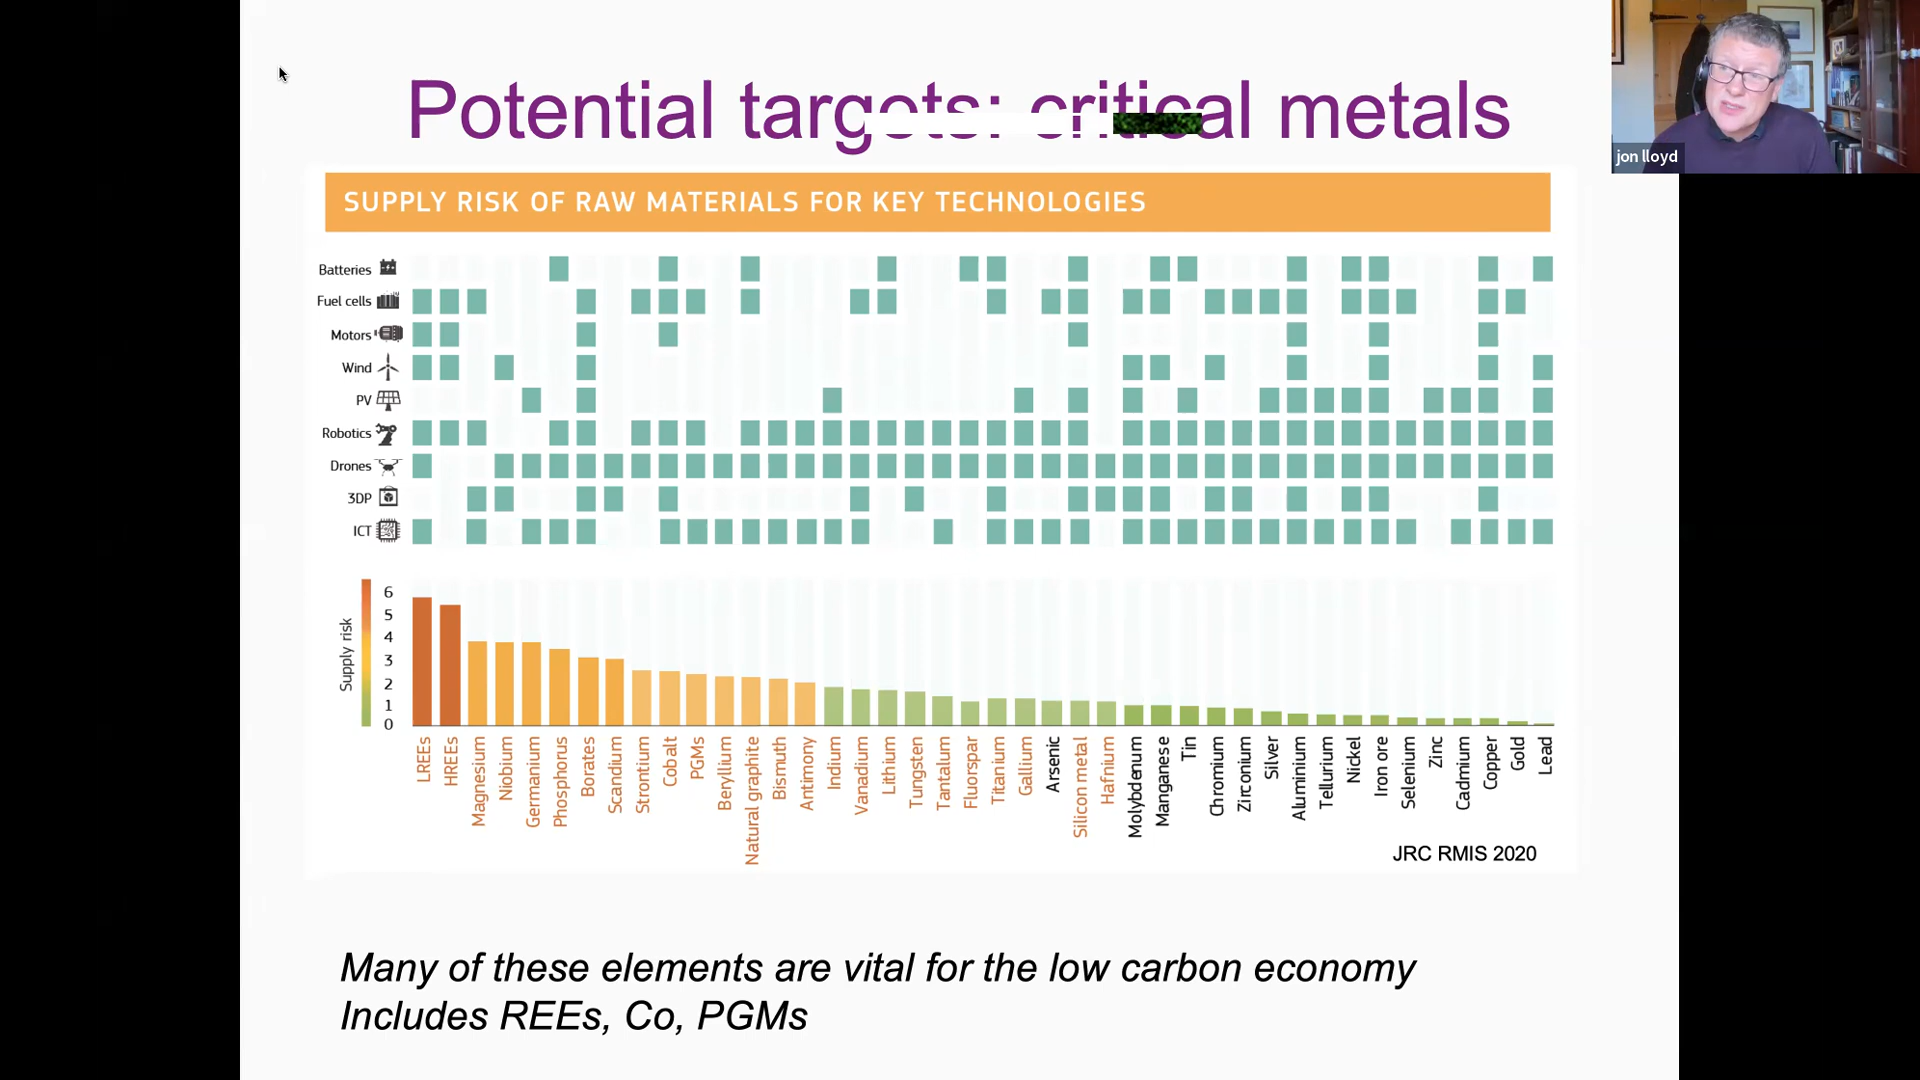 Potential targets: critical metals
jon lloyd
SUPPLY RISK OF RAW MATERIALS FOR KEY TECHNOLOGIES
Batteries
Fuel cells
Motors
Wind
PV
Robotics
Drones
3DP
ICT
Supply risk
6
5
4
3
2
1
0
LREEs
HREEs
Magnesium
Niobium
Germanium
Phosphorus
Borates
Scandium
Strontium
Cobalt
PGMs
Beryllium
Natural graphite
Bismuth
Antimony
Indium
Vanadium
Lithium
Tungsten
Tantalum
Fluorspar
Titanium
Gallium
Arsenic
Silicon metal
Hafnium
Molybdenum
Manganese
Tin
Chromium
Zirconium
Silver
Aluminium
Tellurium
Nickel
Iron ore
Selenium
Zinc
Cadmium
Copper
Gold
Lead
JRC RMIS 2020
Many of these elements are vital for the low carbon economy
Includes REEs, Co, PGMs